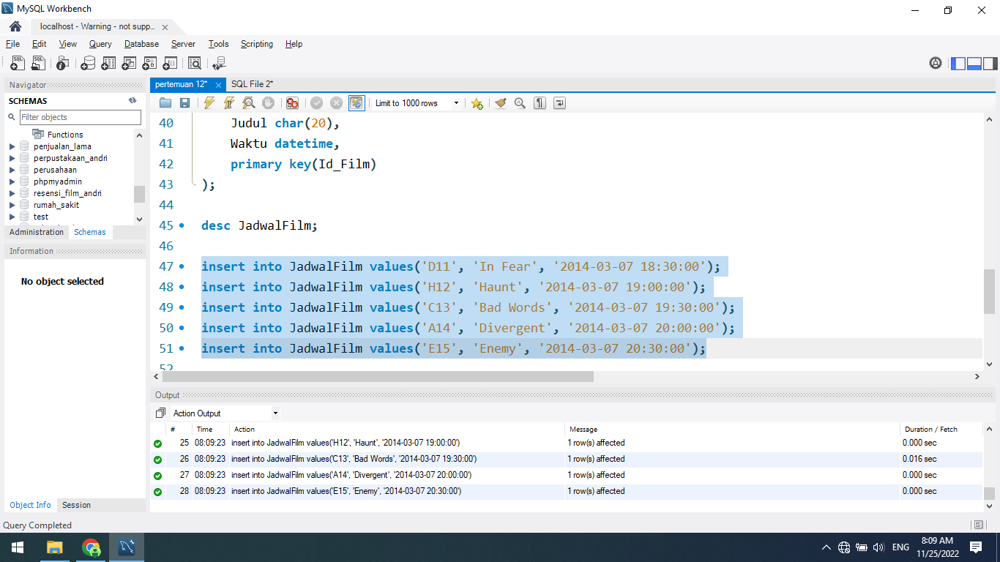 MySQL Workbench
localhost - Warning - not supp...
File Edit View Query Database Server Tools Scripting Help
Navigator
SCHEMAS
Filter objects
Functions
penjualan_lama
perpustakaan_andri
perusahaan
phpmyadmin
resensi_film_andri
rumah_sakit
test
Administration Schemas
Information
No object selected
Object Info Session
pertemuan 12* SQL File 2*
Limit to 1000 rows
40 Judul char(20),
41 Waktu datetime,
42 primary key(Id_Film)
43 );
44
45 desc JadwalFilm;
46
47 insert into JadwalFilm values('D11', 'In Fear', '2014-03-07 18:30:00');
48 insert into JadwalFilm values('H12', 'Haunt', '2014-03-07 19:00:00');
49 insert into JadwalFilm values('C13', 'Bad Words', '2014-03-07 19:30:00');
50 insert into JadwalFilm values('A14', 'Divergent', '2014-03-07 20:00:00');
51 insert into JadwalFilm values('E15', 'Enemy', '2014-03-07 20:30:00');
52
Output
Action Output
# Time Action Message Duration / Fetch
25 08:09:23 insert into JadwalFilm values('H12', 'Haunt', '2014-03-07 19:00:00') 1 row(s) affected 0.000 sec
26 08:09:23 insert into JadwalFilm values('C13', 'Bad Words', '2014-03-07 19:30:00') 1 row(s) affected 0.016 sec
27 08:09:23 insert into JadwalFilm values('A14', 'Divergent', '2014-03-07 20:00:00') 1 row(s) affected 0.000 sec
28 08:09:23 insert into JadwalFilm values('E15', 'Enemy', '2014-03-07 20:30:00') 1 row(s) affected 0.000 sec
Query Completed
ENG
8:09 AM
11/25/2022